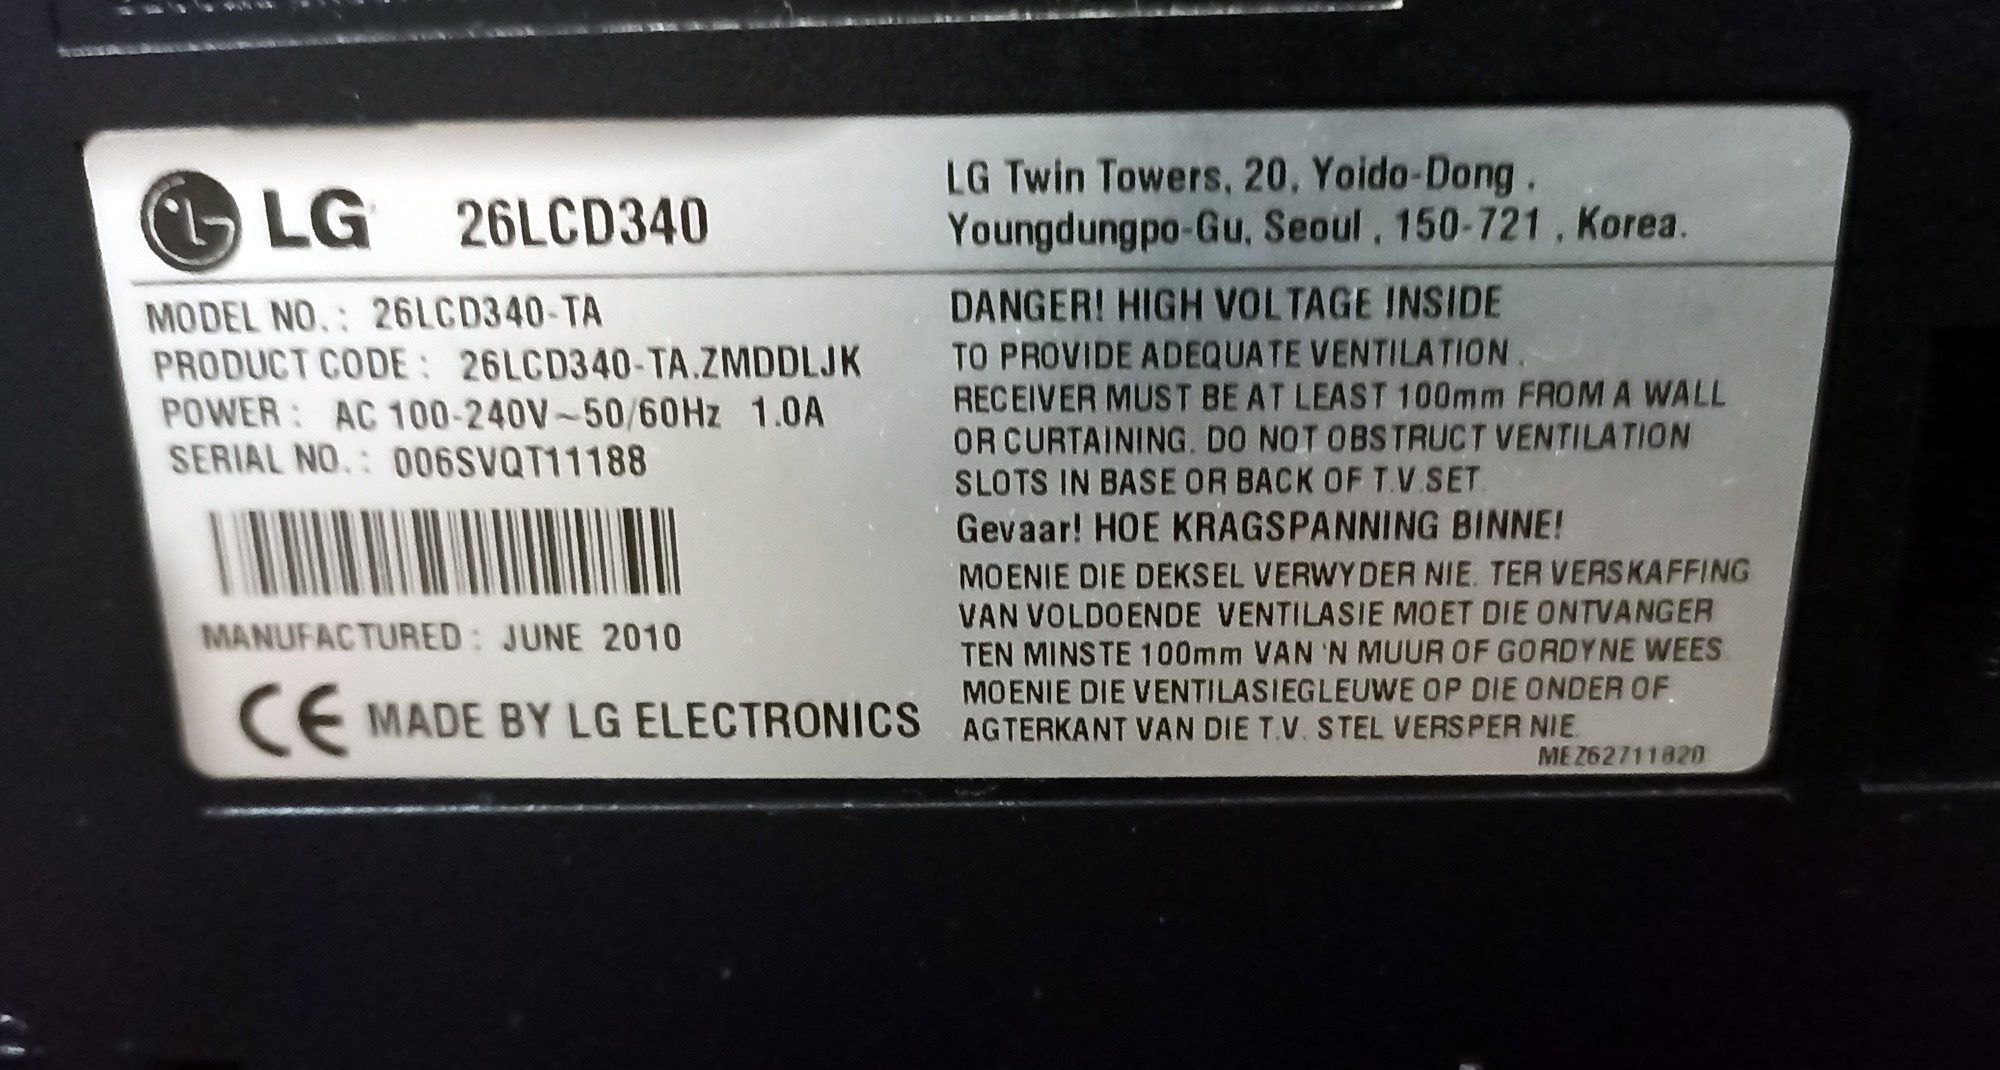 LG 26LCD340
LG Twin Towers, 20, Yoido-Dong .
Youngdungpo-Gu, Seoul , 150-721 , Korea.
MODEL NO. : 26LCD340-TA
PRODUCT CODE : 26LCD340-TA.ZMDDLJK
POWER : AC 100-240V~50/60Hz 1.0A
SERIAL NO. : 006SVQT11188
MANUFACTURED : JUNE 2010
CE MADE BY LG ELECTRONICS
DANGER! HIGH VOLTAGE INSIDE
TO PROVIDE ADEQUATE VENTILATION .
RECEIVER MUST BE AT LEAST 100mm FROM A WALL
OR CURTAINING. DO NOT OBSTRUCT VENTILATION
SLOTS IN BASE OR BACK OF T.V.SET.
Gevaar! HOE KRAGSPANNING BINNE!
MOENIE DIE DEKSEL VERWYDER NIE. TER VERSKAFFING
VAN VOLDOENDE VENTILASIE MOET DIE ONTVANGER
TEN MINSTE 100mm VAN 'N MUUR OF GORDYNE WEES.
MOENIE DIE VENTILASIEGLEUWE OP DIE ONDER OF.
AGTERKANT VAN DIE T.V. STEL VERSPER NIE.
MEZ62711820